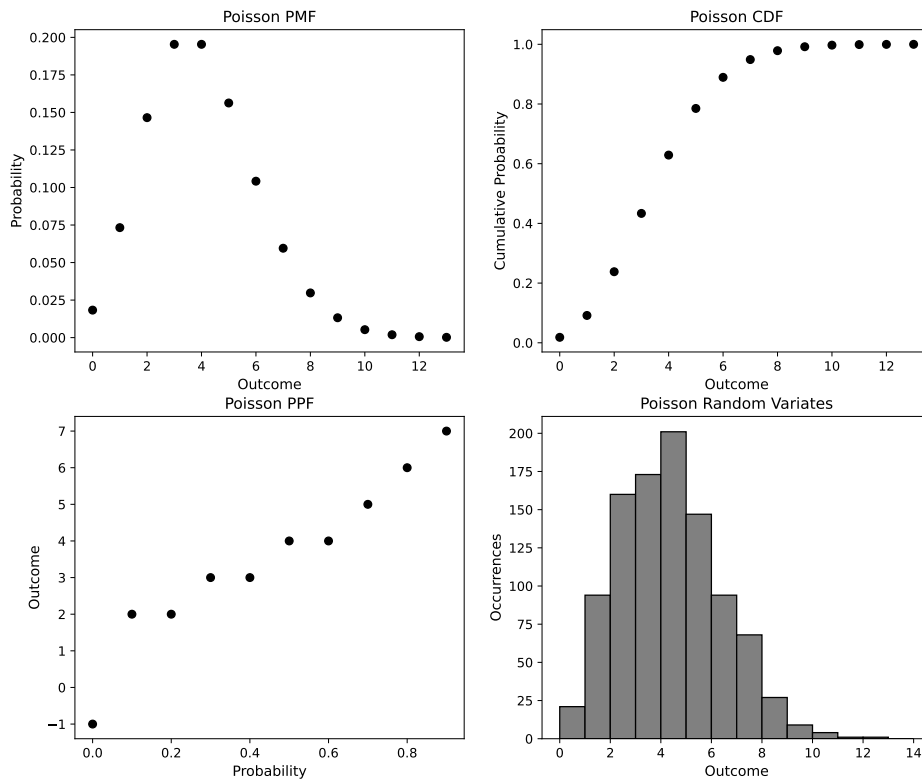 Poisson PMF
0.200
0.175
0.150
0.125
0.100
0.075
0.050
0.025
0.000
Probability
0 2 4 6 8 10 12
Outcome
Poisson CDF
1.0
0.8
0.6
0.4
0.2
0.0
Cumulative Probability
0 2 4 6 8 10 12
Outcome
Poisson PPF
7
6
5
4
3
2
1
0
−1
Outcome
0.0 0.2 0.4 0.6 0.8
Probability
Poisson Random Variates
200
175
150
125
100
75
50
25
0
Occurrences
0 2 4 6 8 10 12 14
Outcome